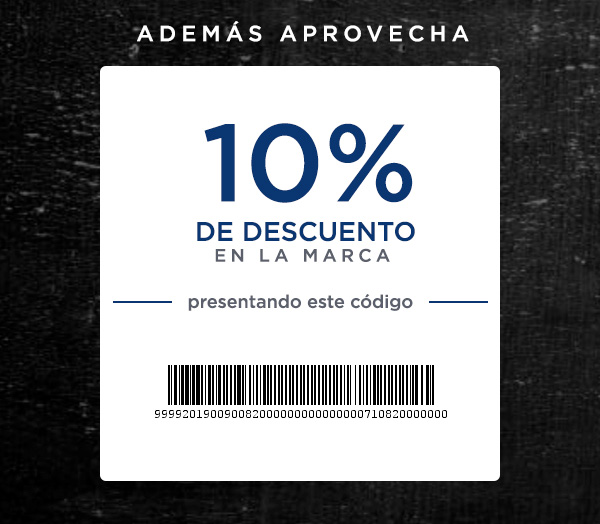 ADEMÁS APROVECHA
10%
DE DESCUENTO
EN LA MARCA
presentando este código
9999201900900820000000000000000710820000000